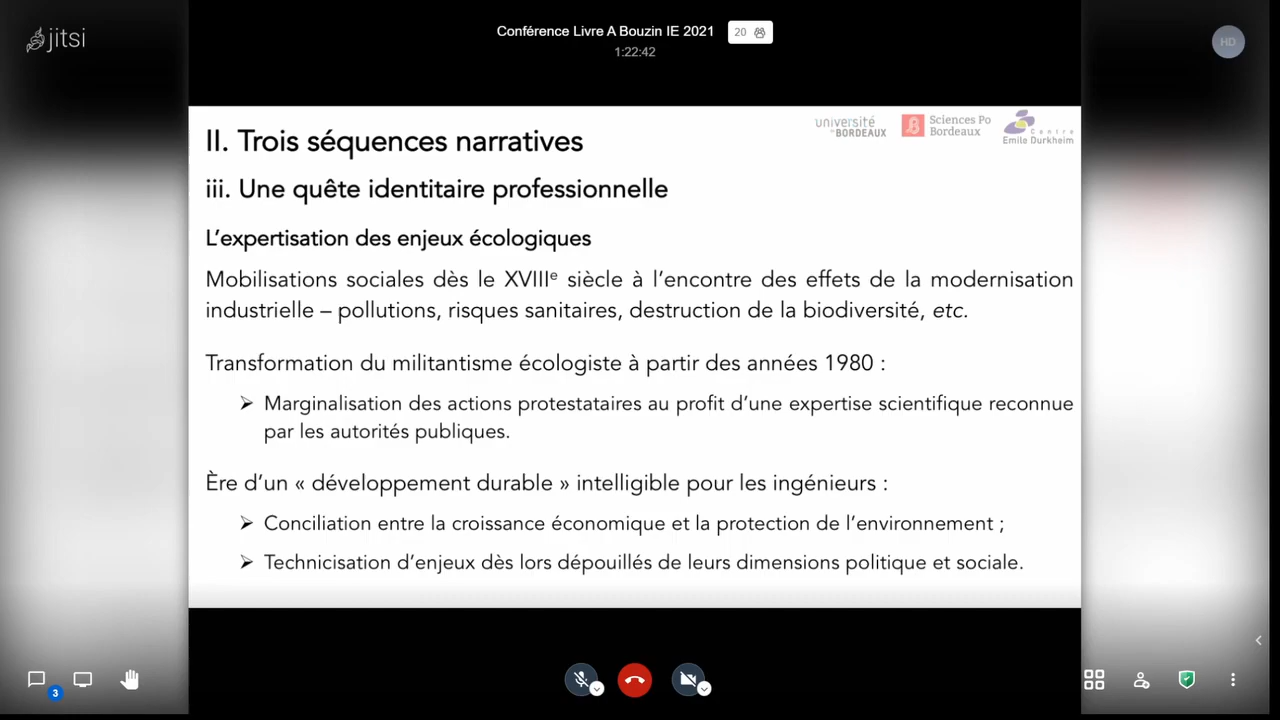 jitsi
Conférence Livre A Bouzin IE 2021
20
1:22:42
HD
université
de BORDEAUX
Sciences Po
Bordeaux
Centre
Emile Durkheim
II. Trois séquences narratives
iii. Une quête identitaire professionnelle
L’expertisation des enjeux écologiques
Mobilisations sociales dès le XVIIIe siècle à l’encontre des effets de la modernisation
industrielle – pollutions, risques sanitaires, destruction de la biodiversité, etc.
Transformation du militantisme écologiste à partir des années 1980 :
➤ Marginalisation des actions protestataires au profit d’une expertise scientifique reconnue
par les autorités publiques.
Ère d’un « développement durable » intelligible pour les ingénieurs :
➤ Conciliation entre la croissance économique et la protection de l’environnement ;
➤ Technicisation d’enjeux dès lors dépouillés de leurs dimensions politique et sociale.
3